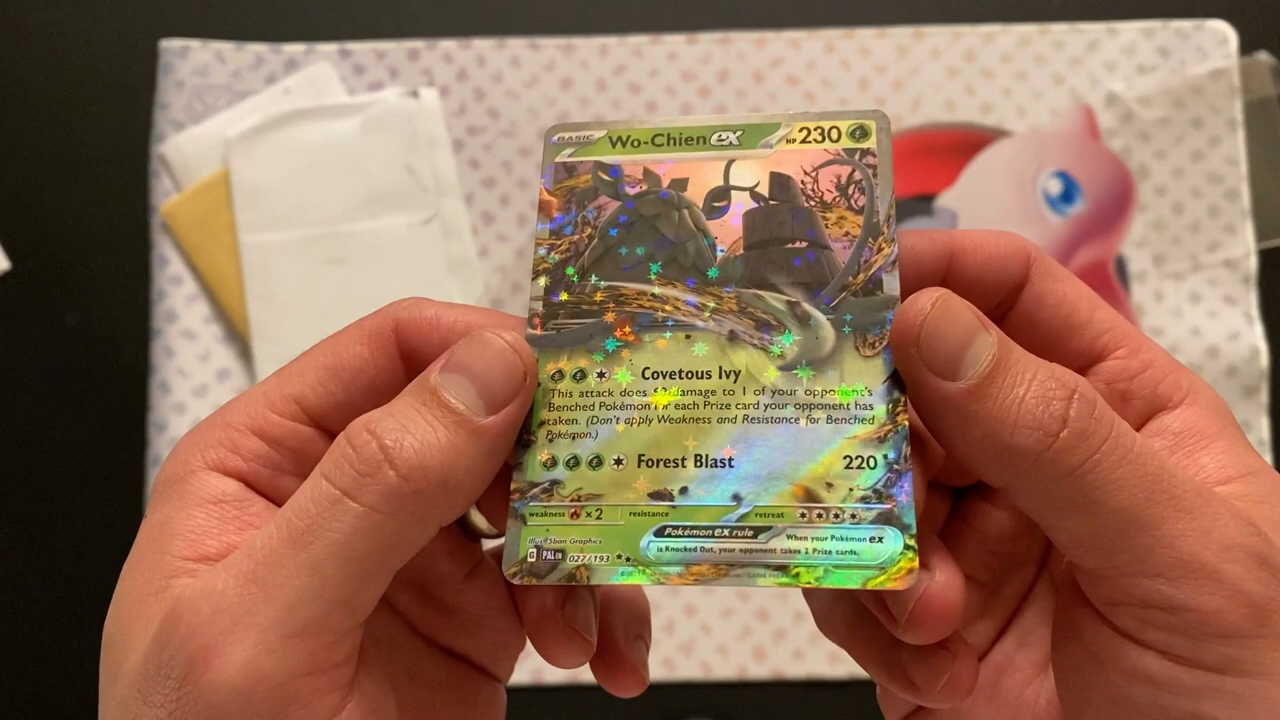 BASIC Wo-Chien ex HP 230
Covetous Ivy
This attack does damage to 1 of your opponent's
Benched Pokémon for each Prize card your opponent has
taken. (Don't apply Weakness and Resistance for Benched
Pokémon.)
Forest Blast 220
weakness ×2 resistance retreat
Pokémon ex rule When your Pokémon ex
is Knocked Out, your opponent takes 2 Prize cards.
Illus. 5ban Graphics
G PAL EN 027/193